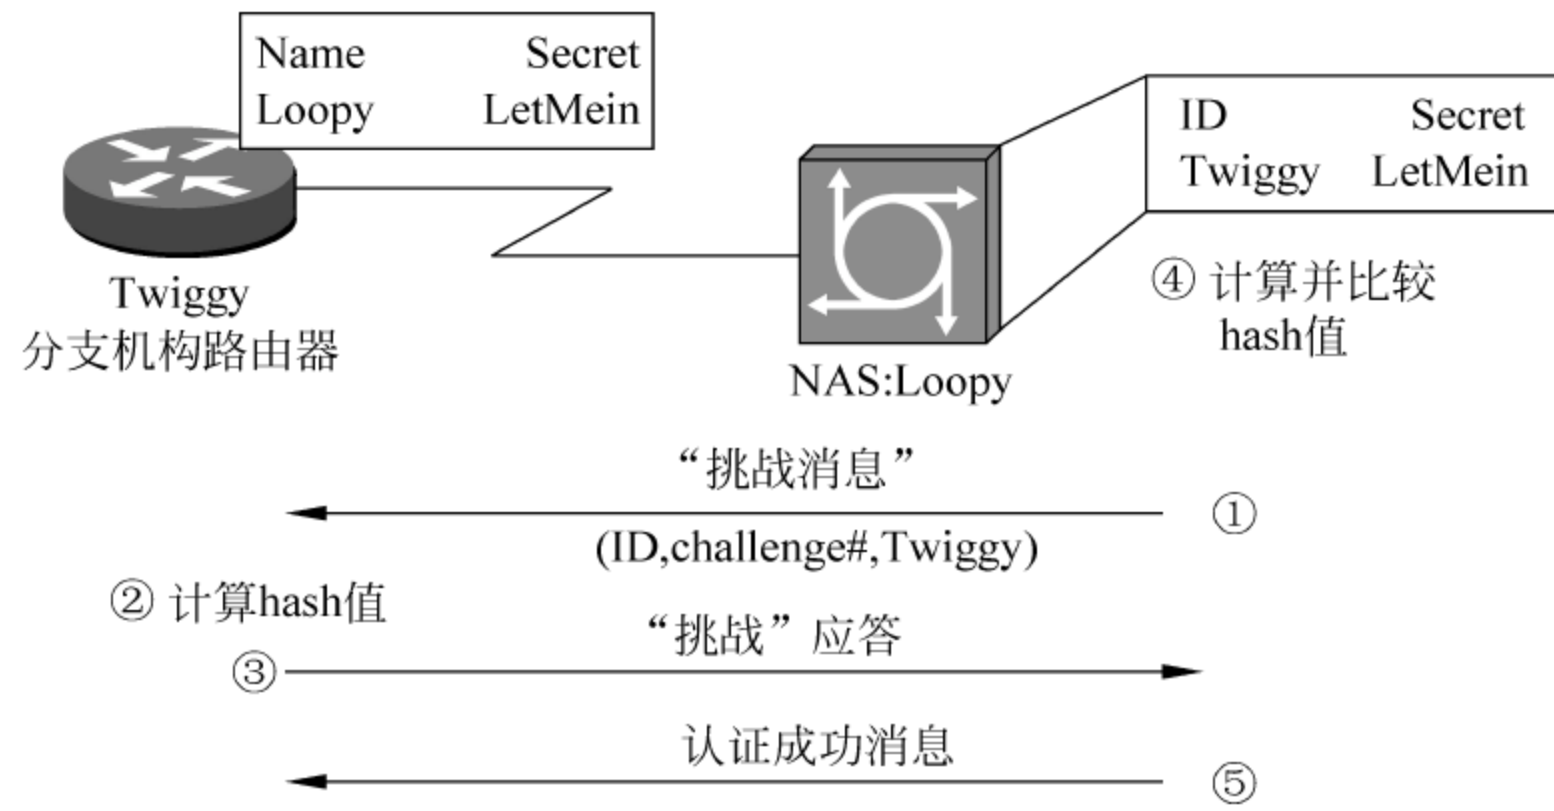 Name Secret
Loopy LetMein
ID Secret
Twiggy LetMein
Twiggy
分支机构路由器
NAS:Loopy
④ 计算并比较
hash值
“挑战消息”
①
(ID,challenge#,Twiggy)
② 计算hash值
“挑战”应答
③
认证成功消息
⑤